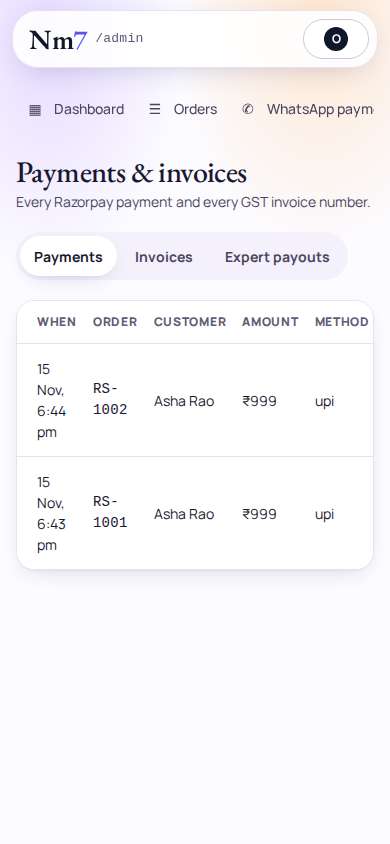 Nm7 /admin O
▦ Dashboard ☰ Orders ✆ WhatsApp paym
Payments & invoices
Every Razorpay payment and every GST invoice number.
Payments Invoices Expert payouts
WHEN ORDER CUSTOMER AMOUNT METHOD
15 Nov, 6:44 pm RS-1002 Asha Rao ₹999 upi
15 Nov, 6:43 pm RS-1001 Asha Rao ₹999 upi